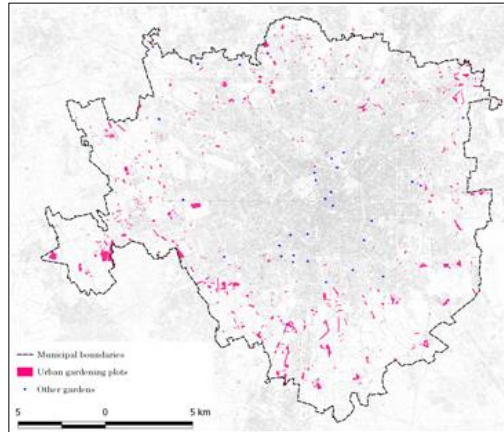 Municipal boundaries
Urban gardening plots
Other gardens
5 0 5 km